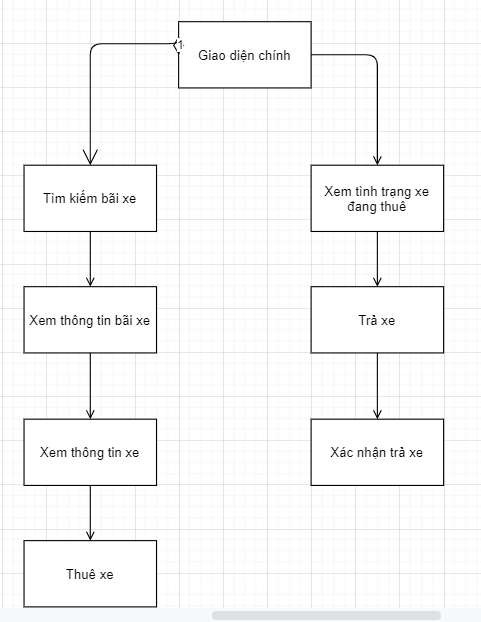 1
Giao diện chính
Tìm kiếm bãi xe
Xem tình trạng xe
đang thuê
Xem thông tin bãi xe
Trả xe
Xem thông tin xe
Xác nhận trả xe
Thuê xe